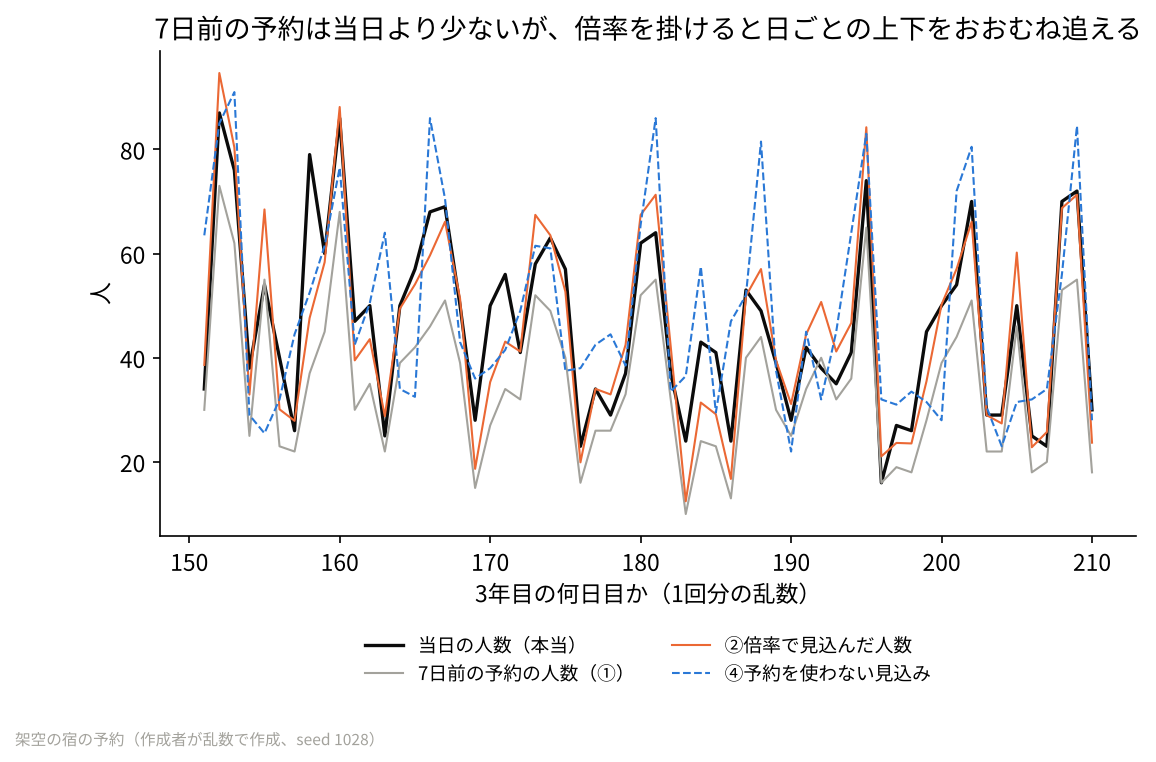 7日前の予約は当日より少ないが、倍率を掛けると日ごとの上下をおおむね追える
人
80
60
40
20
150 160 170 180 190 200 210
3年目の何日目か（1回分の乱数）
当日の人数（本当） ②倍率で見込んだ人数
7日前の予約の人数（①） ④予約を使わない見込み
架空の宿の予約（作成者が乱数で作成、seed 1028）